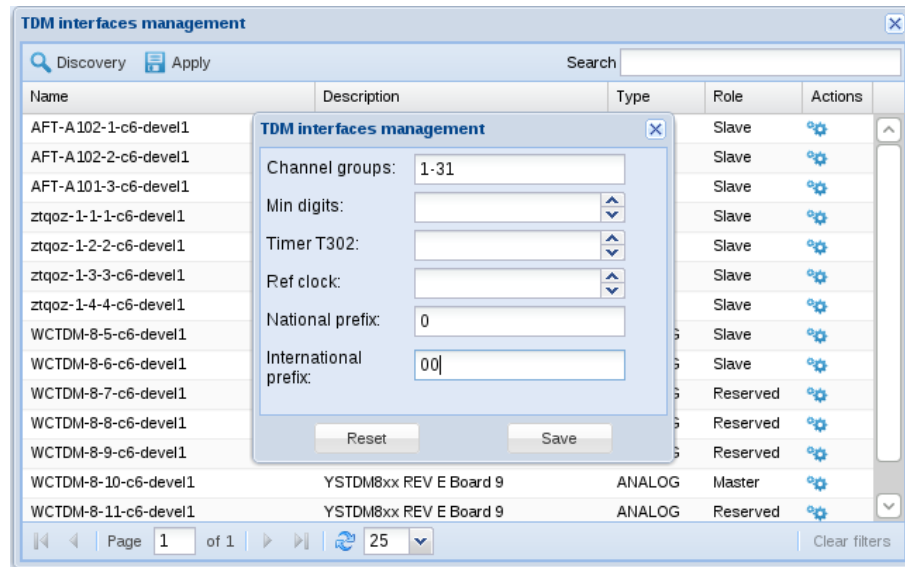 TDM interfaces management
Discovery Apply Search
Name Description Type Role Actions
AFT-A102-1-c6-devel1 Slave
AFT-A102-2-c6-devel1 Slave
AFT-A101-3-c6-devel1 Slave
ztqoz-1-1-1-c6-devel1 Slave
ztqoz-1-2-2-c6-devel1 Slave
ztqoz-1-3-3-c6-devel1 Slave
ztqoz-1-4-4-c6-devel1 Slave
WCTDM-8-5-c6-devel1 G Slave
WCTDM-8-6-c6-devel1 G Slave
WCTDM-8-7-c6-devel1 G Reserved
WCTDM-8-8-c6-devel1 G Reserved
WCTDM-8-9-c6-devel1 G Reserved
WCTDM-8-10-c6-devel1 YSTDM8xx REV E Board 9 ANALOG Master
WCTDM-8-11-c6-devel1 YSTDM8xx REV E Board 9 ANALOG Reserved
TDM interfaces management
Channel groups: 1-31
Min digits:
Timer T302:
Ref clock:
National prefix: 0
International
prefix: 00
Reset Save
Page 1 of 1 25 Clear filters